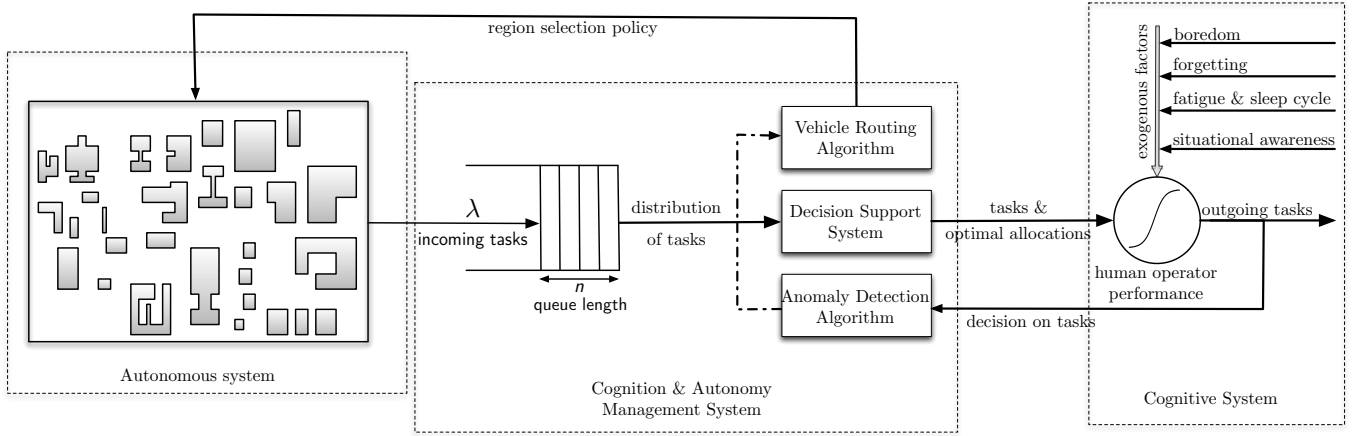 region selection policy
Autonomous system
λ
incoming tasks
n
queue length
distribution
of tasks
Vehicle Routing
Algorithm
Decision Support
System
Anomaly Detection
Algorithm
Cognition & Autonomy
Management System
tasks &
optimal allocations
exogenous factors
boredom
forgetting
fatigue & sleep cycle
situational awareness
outgoing tasks
human operator
performance
decision on tasks
Cognitive System